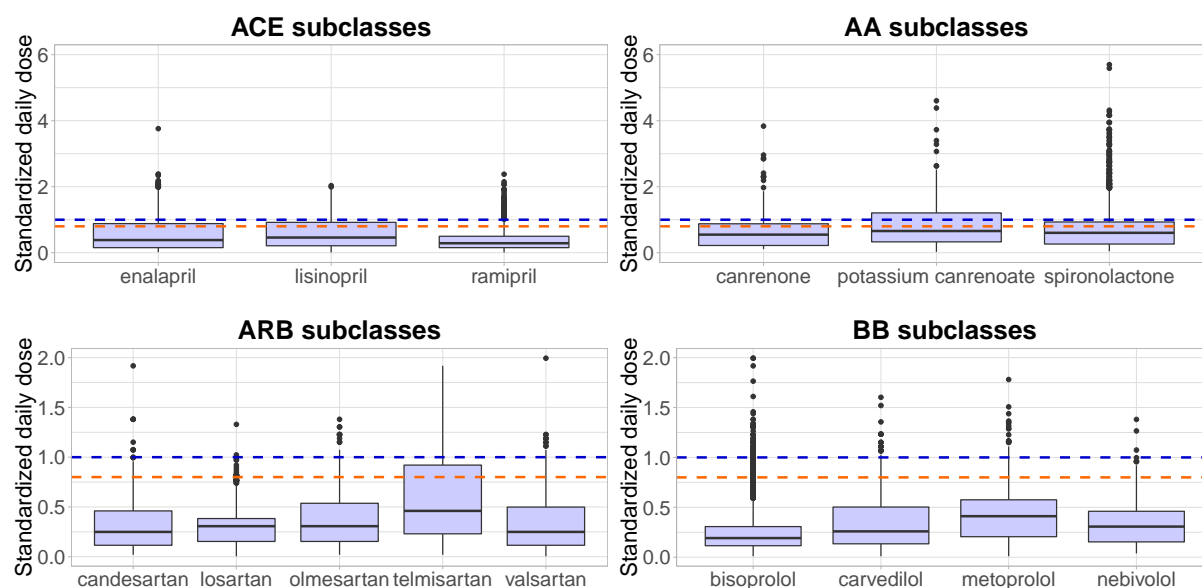 ACE subclasses
Standardized daily dose
6
4
2
0
enalapril lisinopril ramipril
AA subclasses
Standardized daily dose
6
4
2
0
canrenone potassium canrenoate spironolactone
ARB subclasses
Standardized daily dose
2.0
1.5
1.0
0.5
0.0
candesartan losartan olmesartan telmisartan valsartan
BB subclasses
Standardized daily dose
2.0
1.5
1.0
0.5
0.0
bisoprolol carvedilol metoprolol nebivolol